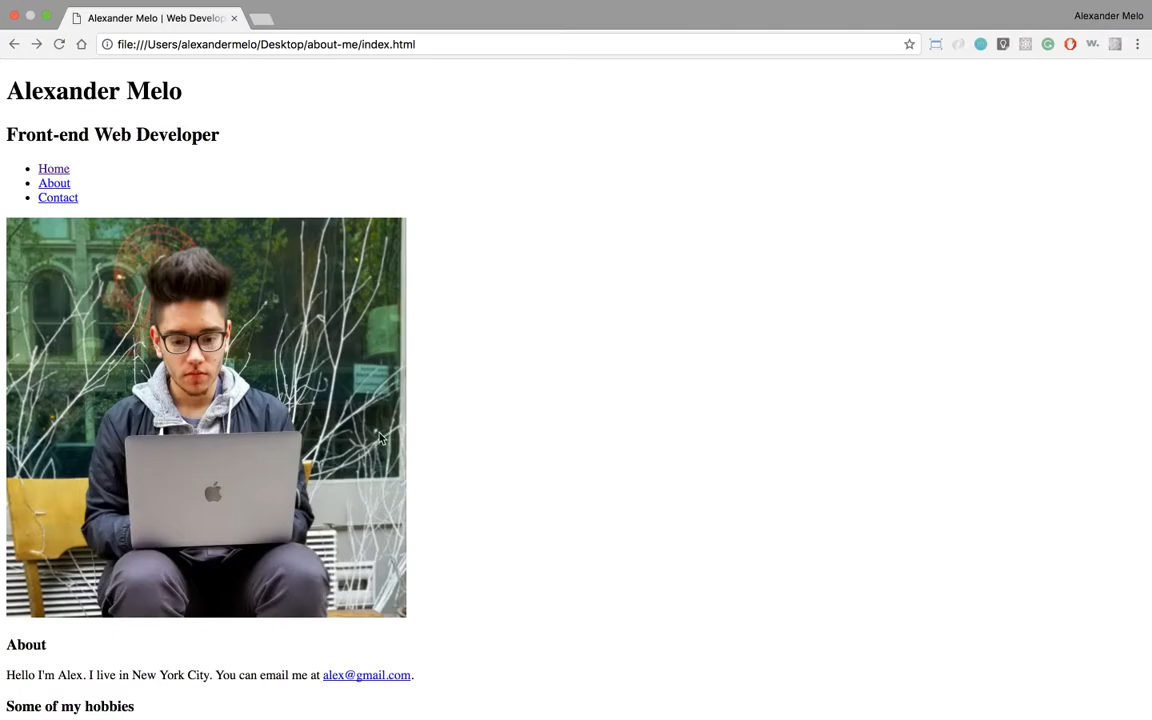 Alexander Melo | Web Develop
Alexander Melo
file:///Users/alexandermelo/Desktop/about-me/index.html
Alexander Melo
Front-end Web Developer
Home
About
Contact
About
Hello I'm Alex. I live in New York City. You can email me at alex@gmail.com.
Some of my hobbies